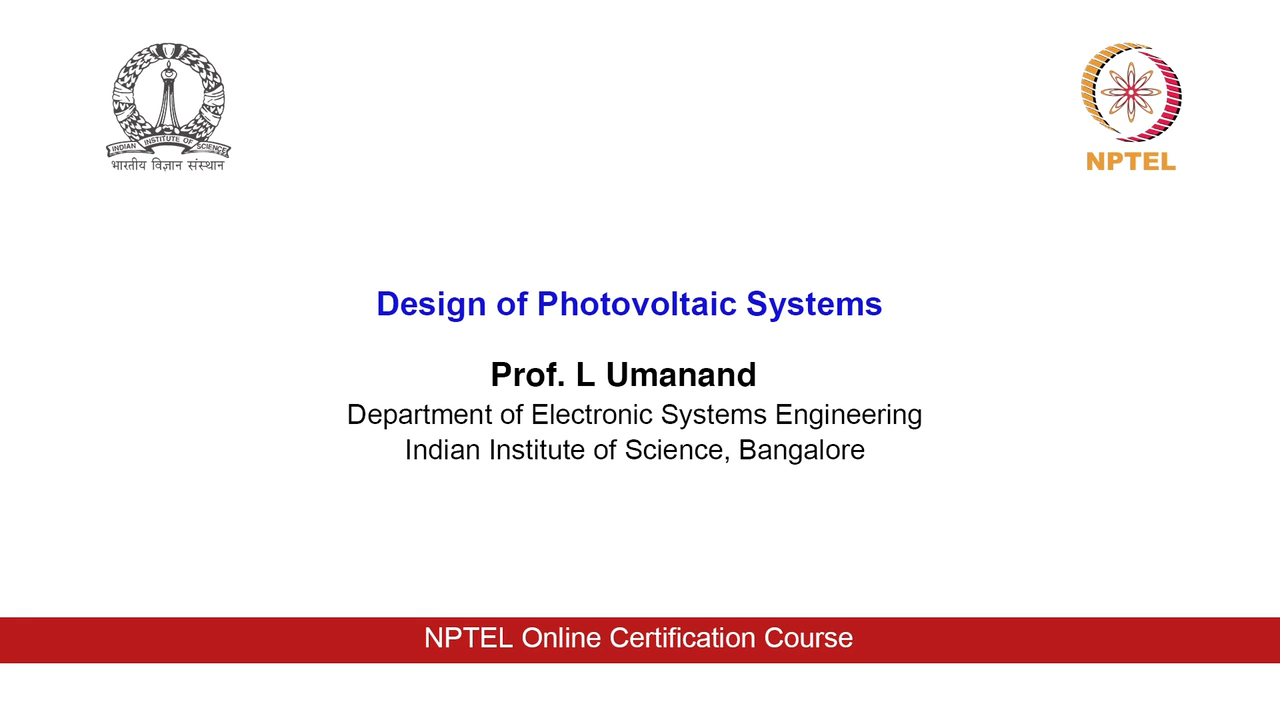 INDIAN INSTITUTE OF SCIENCE
भारतीय विज्ञान संस्थान
NPTEL
Design of Photovoltaic Systems
Prof. L Umanand
Department of Electronic Systems Engineering
Indian Institute of Science, Bangalore
NPTEL Online Certification Course